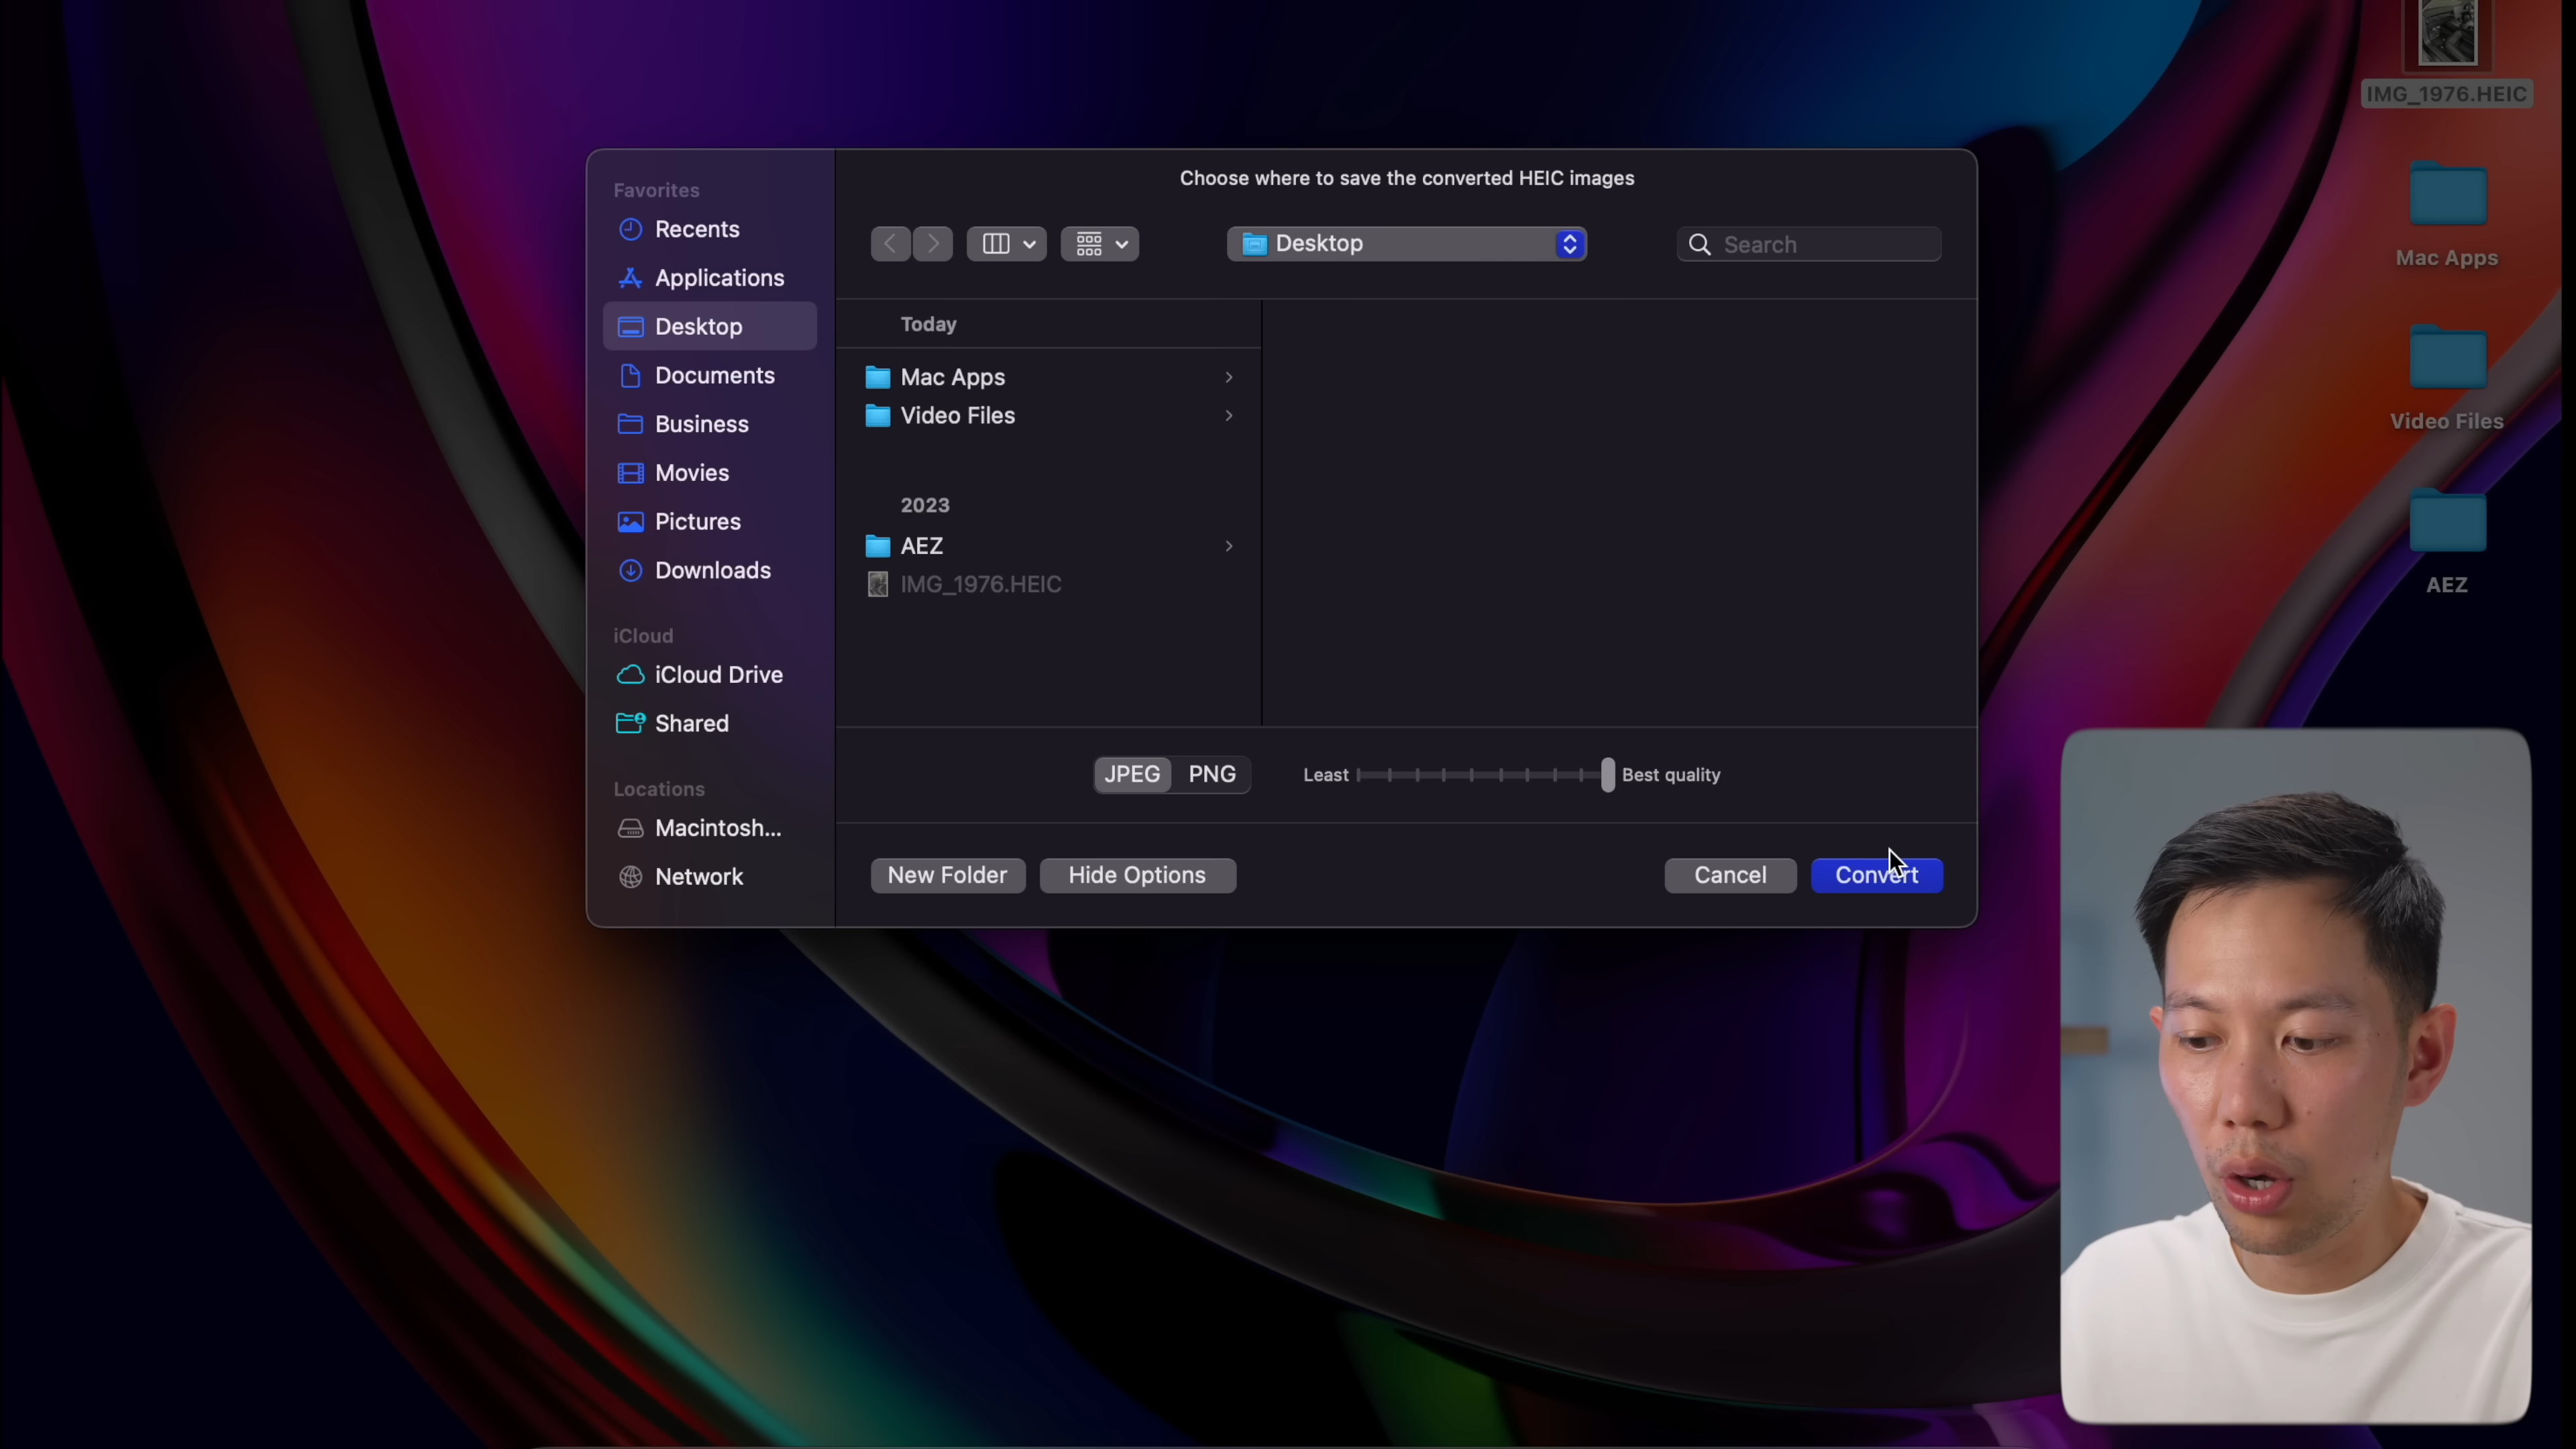 IMG_1976.HEIC
Mac Apps
Video Files
AEZ
Choose where to save the converted HEIC images
Favorites
Recents
Applications
Desktop
Documents
Business
Movies
Pictures
Downloads
iCloud
iCloud Drive
Shared
Locations
Macintosh...
Network
Desktop
Search
Today
Mac Apps
Video Files
2023
AEZ
IMG_1976.HEIC
JPEG PNG
Least Best quality
New Folder Hide Options Cancel Convert